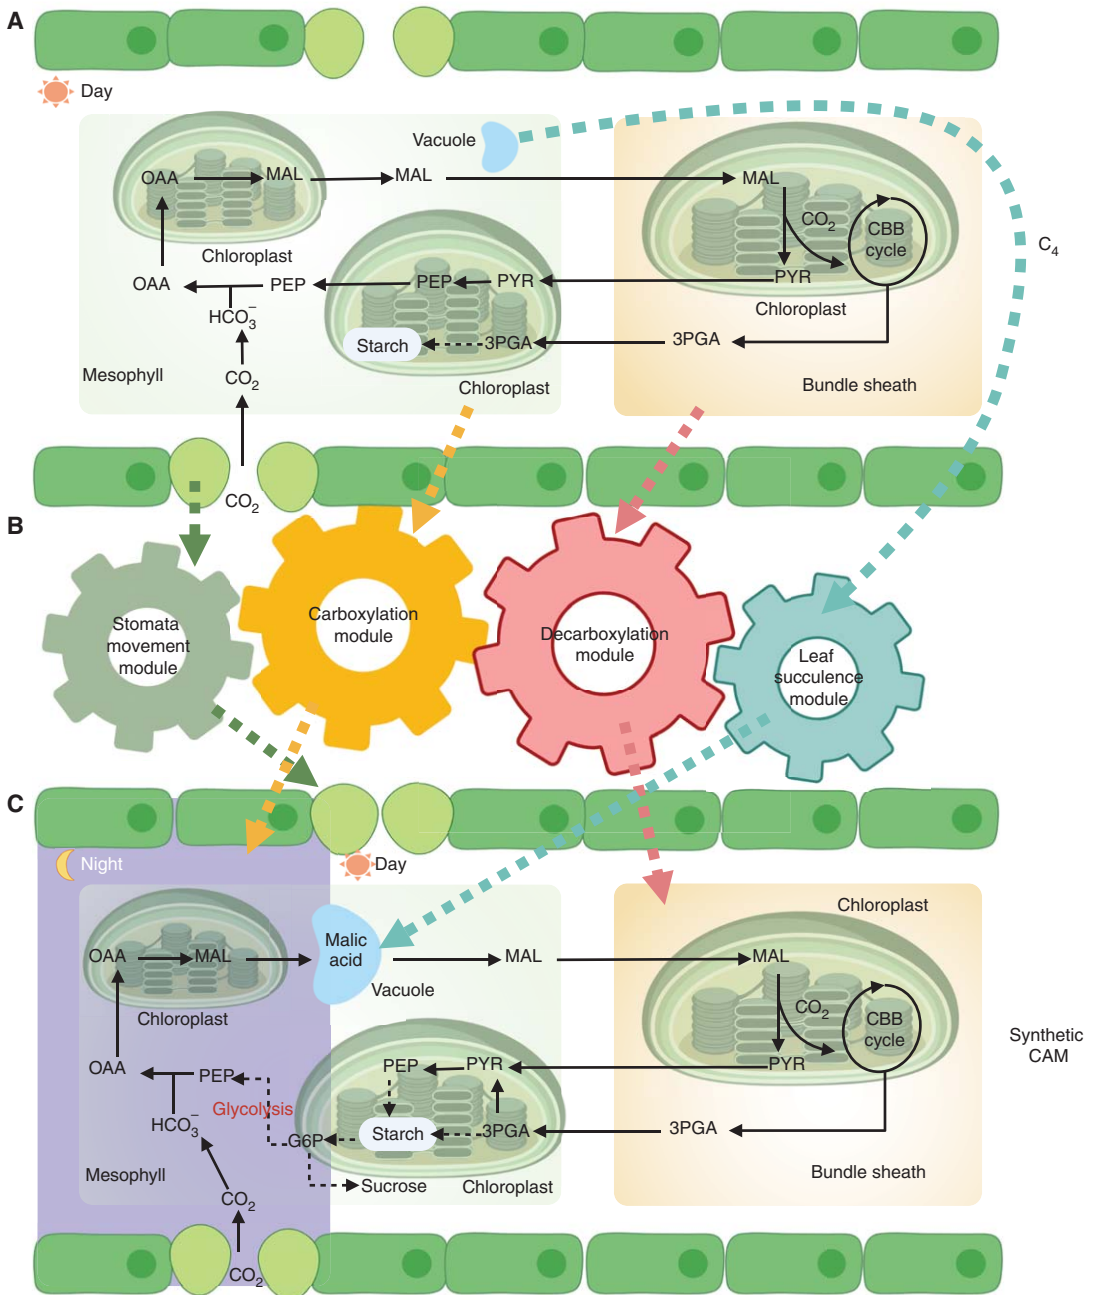 A
Day
Vacuole
OAA
MAL
MAL
MAL
CO2
CBB
cycle
C4
Chloroplast
OAA
PEP
PEP
PYR
PYR
Chloroplast
HCO3−
Starch
3PGA
3PGA
Mesophyll
CO2
Chloroplast
Bundle sheath
CO2
B
Stomata
movement
module
Carboxylation
module
Decarboxylation
module
Leaf
succulence
module
C
Night
Day
Chloroplast
OAA
MAL
Malic
acid
MAL
MAL
Vacuole
CO2
CBB
cycle
Chloroplast
Synthetic
CAM
OAA
PEP
PEP
PYR
PYR
Glycolysis
HCO3−
G6P
Starch
3PGA
3PGA
Mesophyll
CO2
Sucrose
Chloroplast
Bundle sheath
CO2